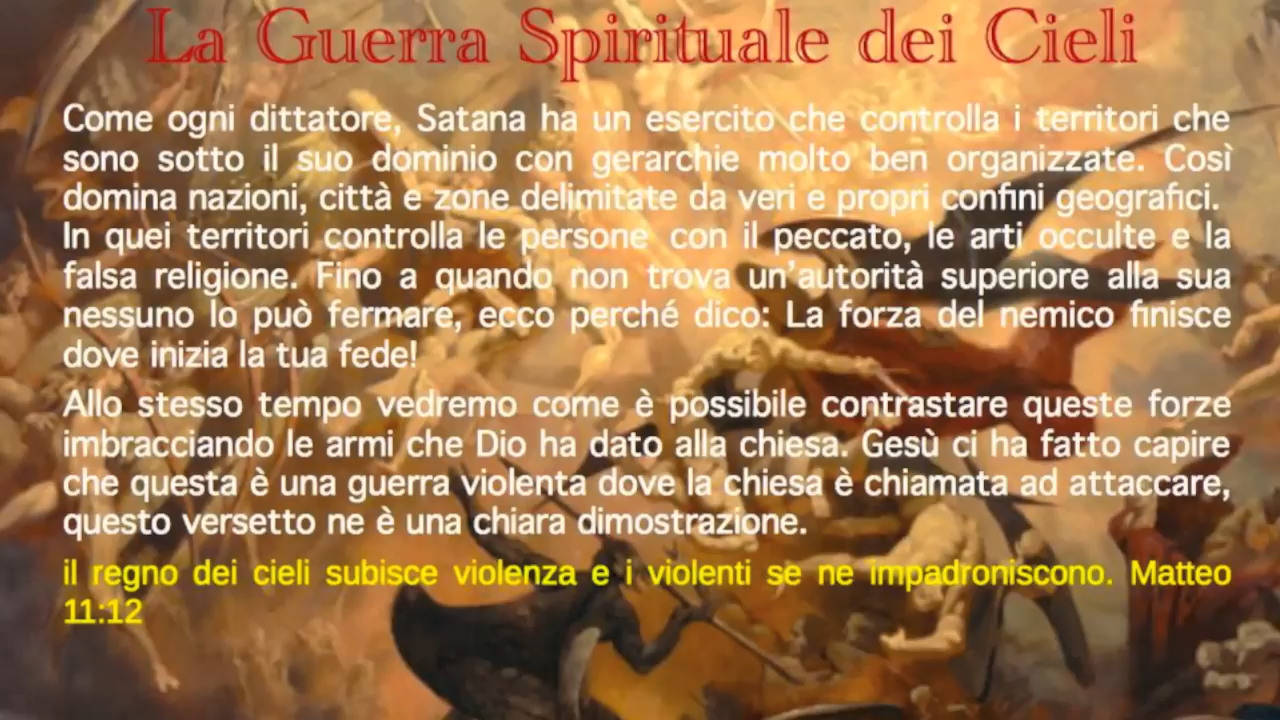 La Guerra Spirituale dei Cieli
Come ogni dittatore, Satana ha un esercito che controlla i territori che
sono sotto il suo dominio con gerarchie molto ben organizzate. Così
domina nazioni, città e zone delimitate da veri e propri confini geografici.
In quei territori controlla le persone con il peccato, le arti occulte e la
falsa religione. Fino a quando non trova un’autorità superiore alla sua
nessuno lo può fermare, ecco perché dico: La forza del nemico finisce
dove inizia la tua fede!
Allo stesso tempo vedremo come è possibile contrastare queste forze
imbracciando le armi che Dio ha dato alla chiesa. Gesù ci ha fatto capire
che questa è una guerra violenta dove la chiesa è chiamata ad attaccare,
questo versetto ne è una chiara dimostrazione.
il regno dei cieli subisce violenza e i violenti se ne impadroniscono. Matteo
11:12